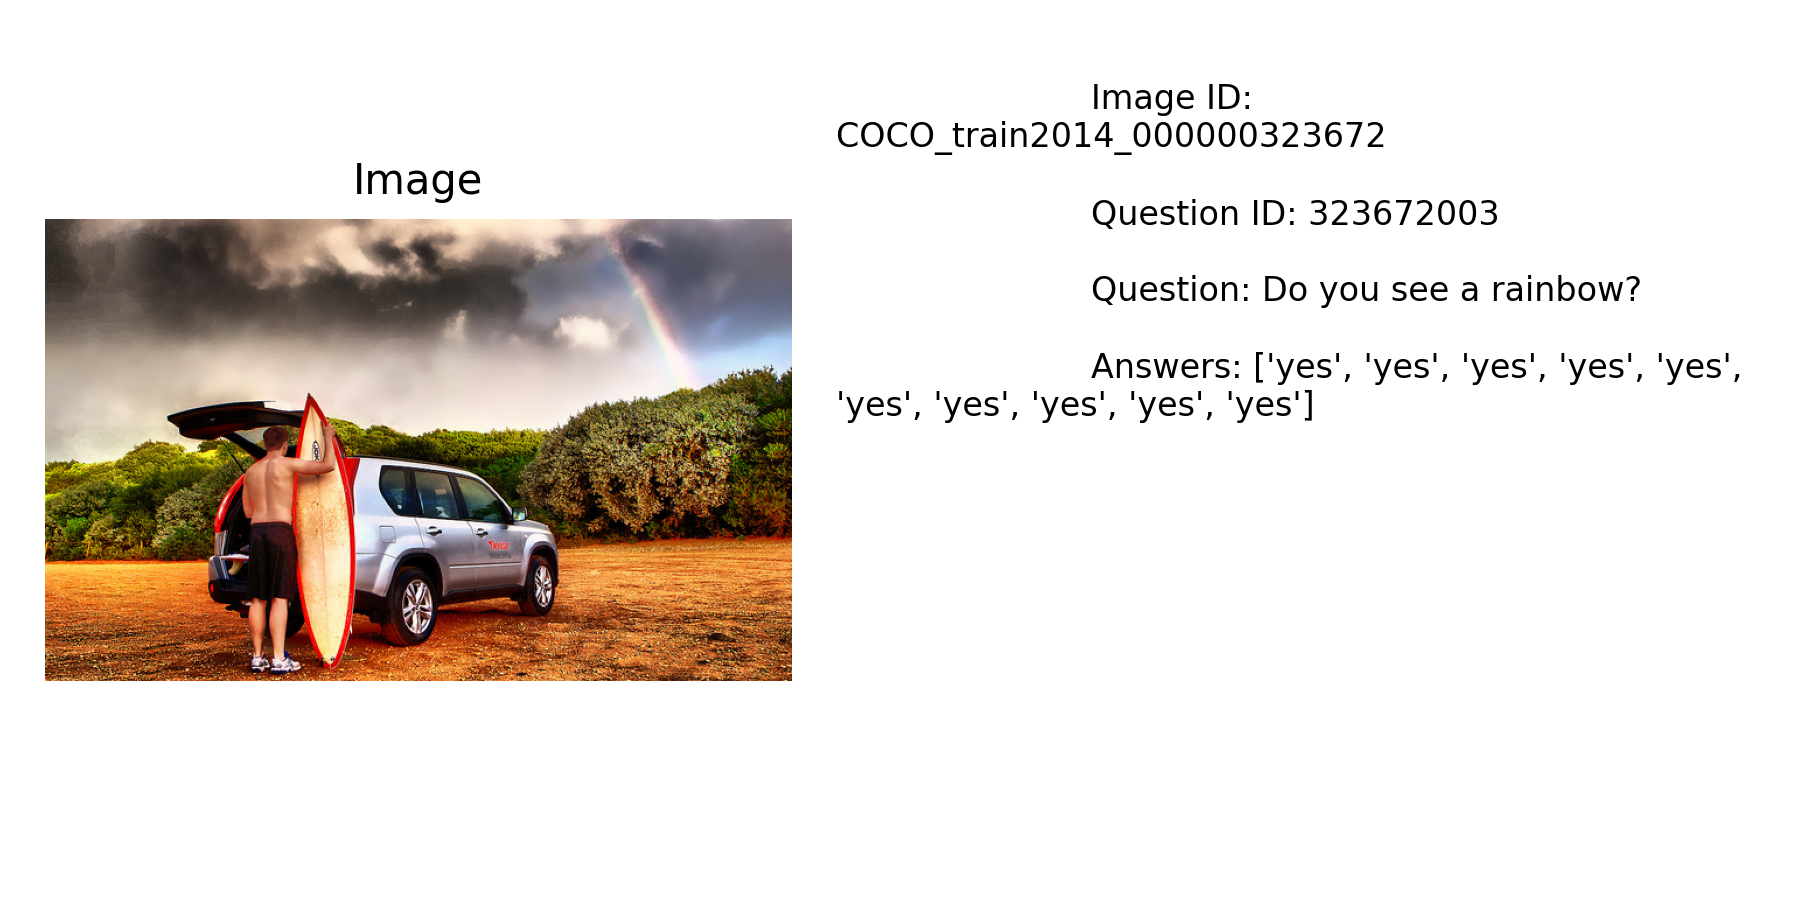 Image
Image ID:
COCO_train2014_000000323672
Question ID: 323672003
Question: Do you see a rainbow?
Answers: ['yes', 'yes', 'yes', 'yes', 'yes',
'yes', 'yes', 'yes', 'yes', 'yes']